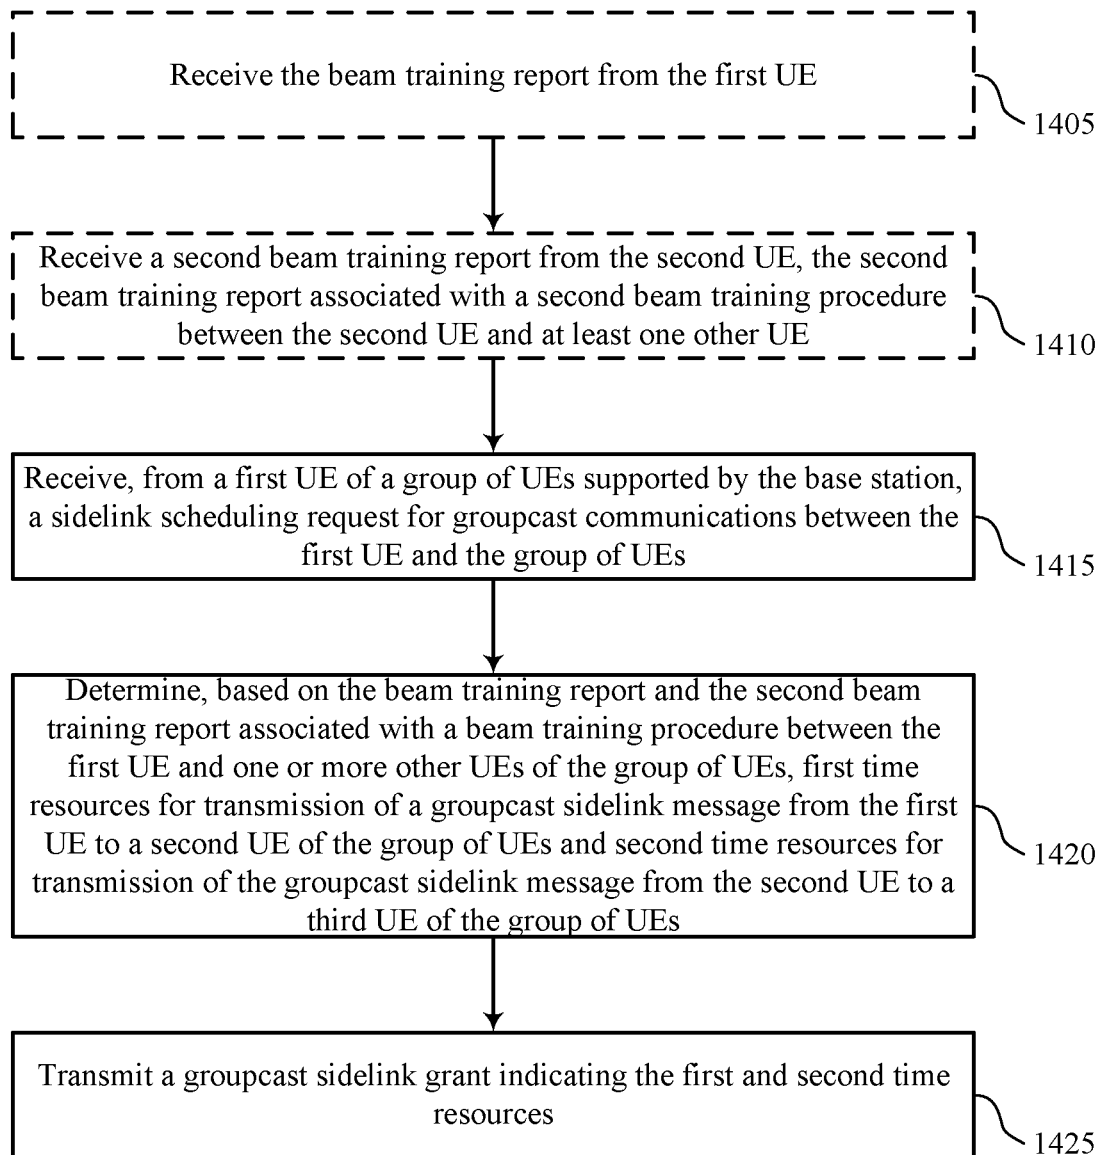 Receive the beam training report from the first UE
1405
Receive a second beam training report from the second UE, the second
beam training report associated with a second beam training procedure
between the second UE and at least one other UE
1410
Receive, from a first UE of a group of UEs supported by the base station,
a sidelink scheduling request for groupcast communications between the
first UE and the group of UEs
1415
Determine, based on the beam training report and the second beam
training report associated with a beam training procedure between the
first UE and one or more other UEs of the group of UEs, first time
resources for transmission of a groupcast sidelink message from the first
UE to a second UE of the group of UEs and second time resources for
transmission of the groupcast sidelink message from the second UE to a
third UE of the group of UEs
1420
Transmit a groupcast sidelink grant indicating the first and second time
resources
1425